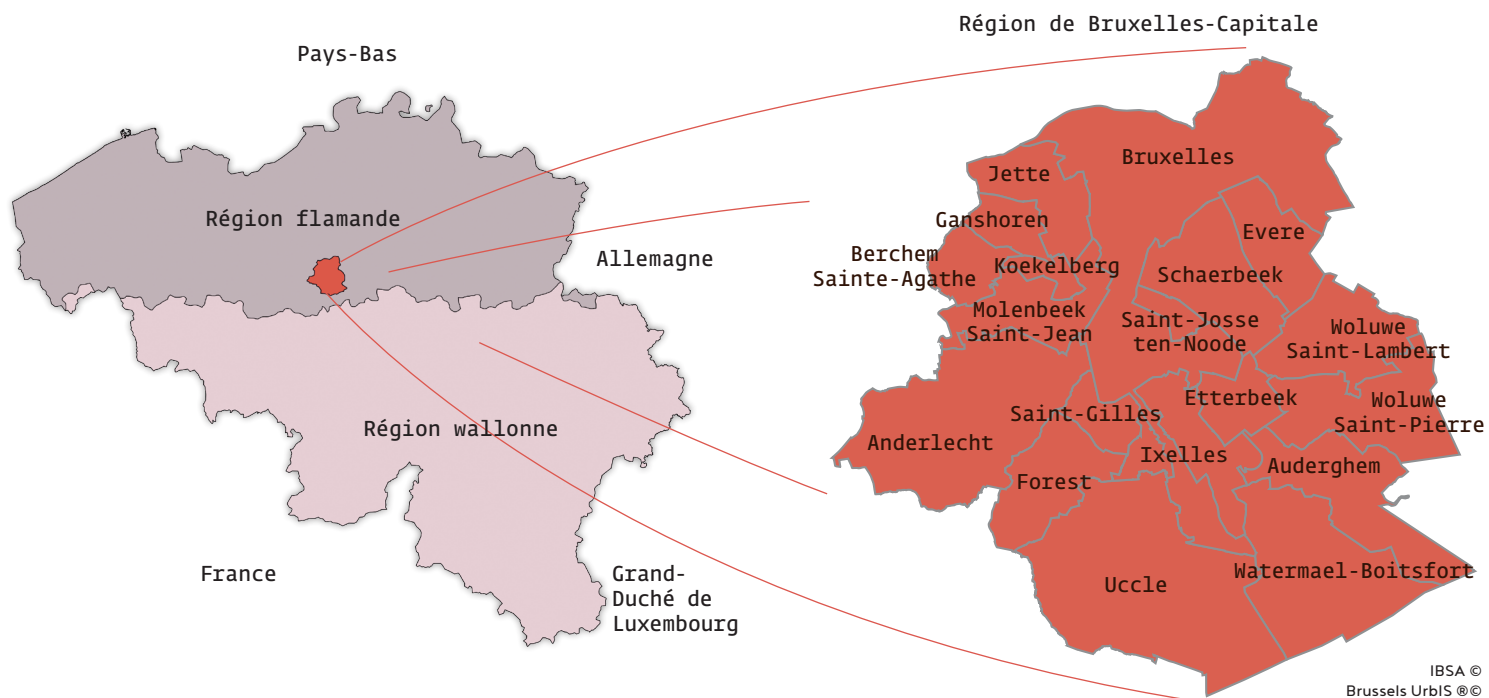 Région de Bruxelles-Capitale
Pays-Bas
Région flamande
Allemagne
Région wallonne
France
Grand-
Duché de
Luxembourg
Bruxelles
Jette
Ganshoren
Evere
Berchem
Sainte-Agathe
Koekelberg
Schaerbeek
Molenbeek
Saint-Jean
Saint-Josse
ten-Noode
Woluwe
Saint-Lambert
Etterbeek
Woluwe
Saint-Pierre
Saint-Gilles
Anderlecht
Ixelles
Auderghem
Forest
Uccle
Watermael-Boitsfort
IBSA ©
Brussels UrbIS ®©